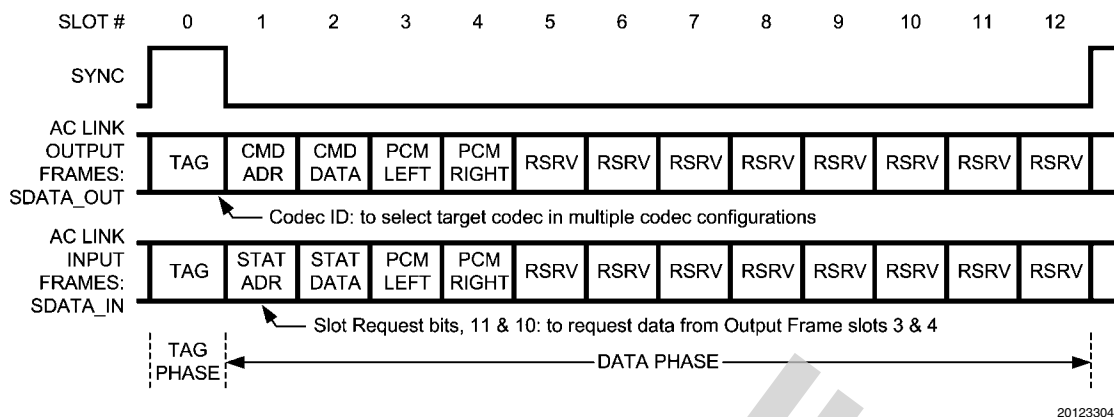 SLOT # 0 1 2 3 4 5 6 7 8 9 10 11 12
SYNC
AC LINK
OUTPUT
FRAMES:
SDATA_OUT
TAG CMD ADR CMD DATA PCM LEFT PCM RIGHT RSRV RSRV RSRV RSRV RSRV RSRV RSRV RSRV
Codec ID: to select target codec in multiple codec configurations
AC LINK
INPUT
FRAMES:
SDATA_IN
TAG STAT ADR STAT DATA PCM LEFT PCM RIGHT RSRV RSRV RSRV RSRV RSRV RSRV RSRV RSRV
Slot Request bits, 11 & 10: to request data from Output Frame slots 3 & 4
TAG
PHASE
DATA PHASE
20123304